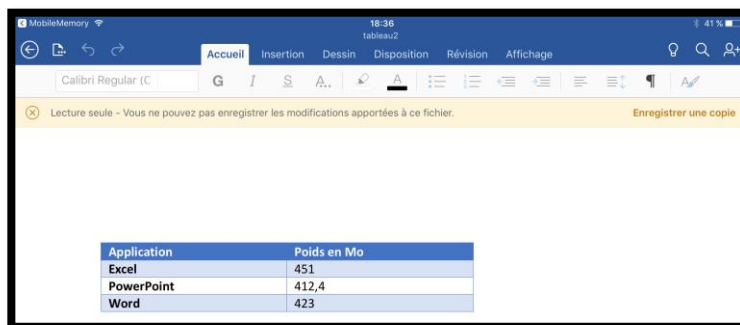 MobileMemory 18:36 41 %
tableau2
Accueil Insertion Dessin Disposition Révision Affichage
Calibri Regular (C G I S A.. A
Lecture seule – Vous ne pouvez pas enregistrer les modifications apportées à ce fichier. Enregistrer une copie
Application Poids en Mo
Excel 451
PowerPoint 412,4
Word 423